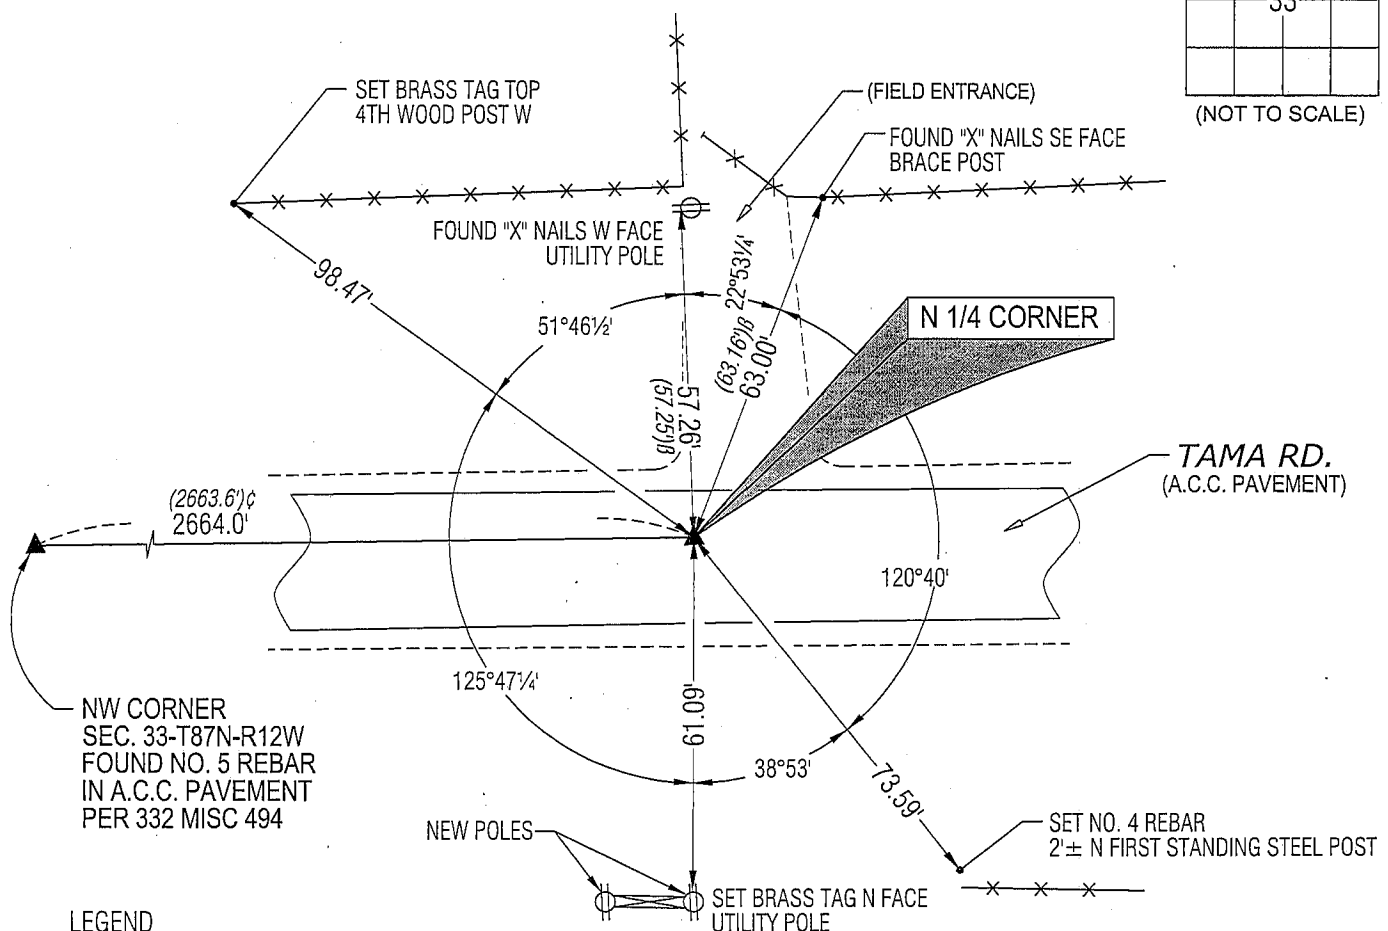 33
(NOT TO SCALE)
SET BRASS TAG TOP
4TH WOOD POST W
(FIELD ENTRANCE)
FOUND "X" NAILS SE FACE
BRACE POST
FOUND "X" NAILS W FACE
UTILITY POLE
98.47'
51°46½'
22°53¼'
(63.16')β
63.00'
57.26'
(57.25')β
N 1/4 CORNER
TAMA RD.
(A.C.C. PAVEMENT)
(2663.6')¢
2664.0'
120°40'
125°47¼'
61.09'
38°53'
73.59'
NW CORNER
SEC. 33-T87N-R12W
FOUND NO. 5 REBAR
IN A.C.C. PAVEMENT
PER 332 MISC 494
NEW POLES
SET BRASS TAG N FACE
UTILITY POLE
SET NO. 4 REBAR
2'± N FIRST STANDING STEEL POST
LEGEND